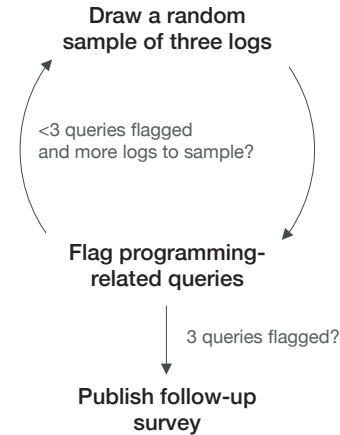 Draw a random
sample of three logs
<3 queries flagged
and more logs to sample?
Flag programming-
related queries
3 queries flagged?
Publish follow-up
survey